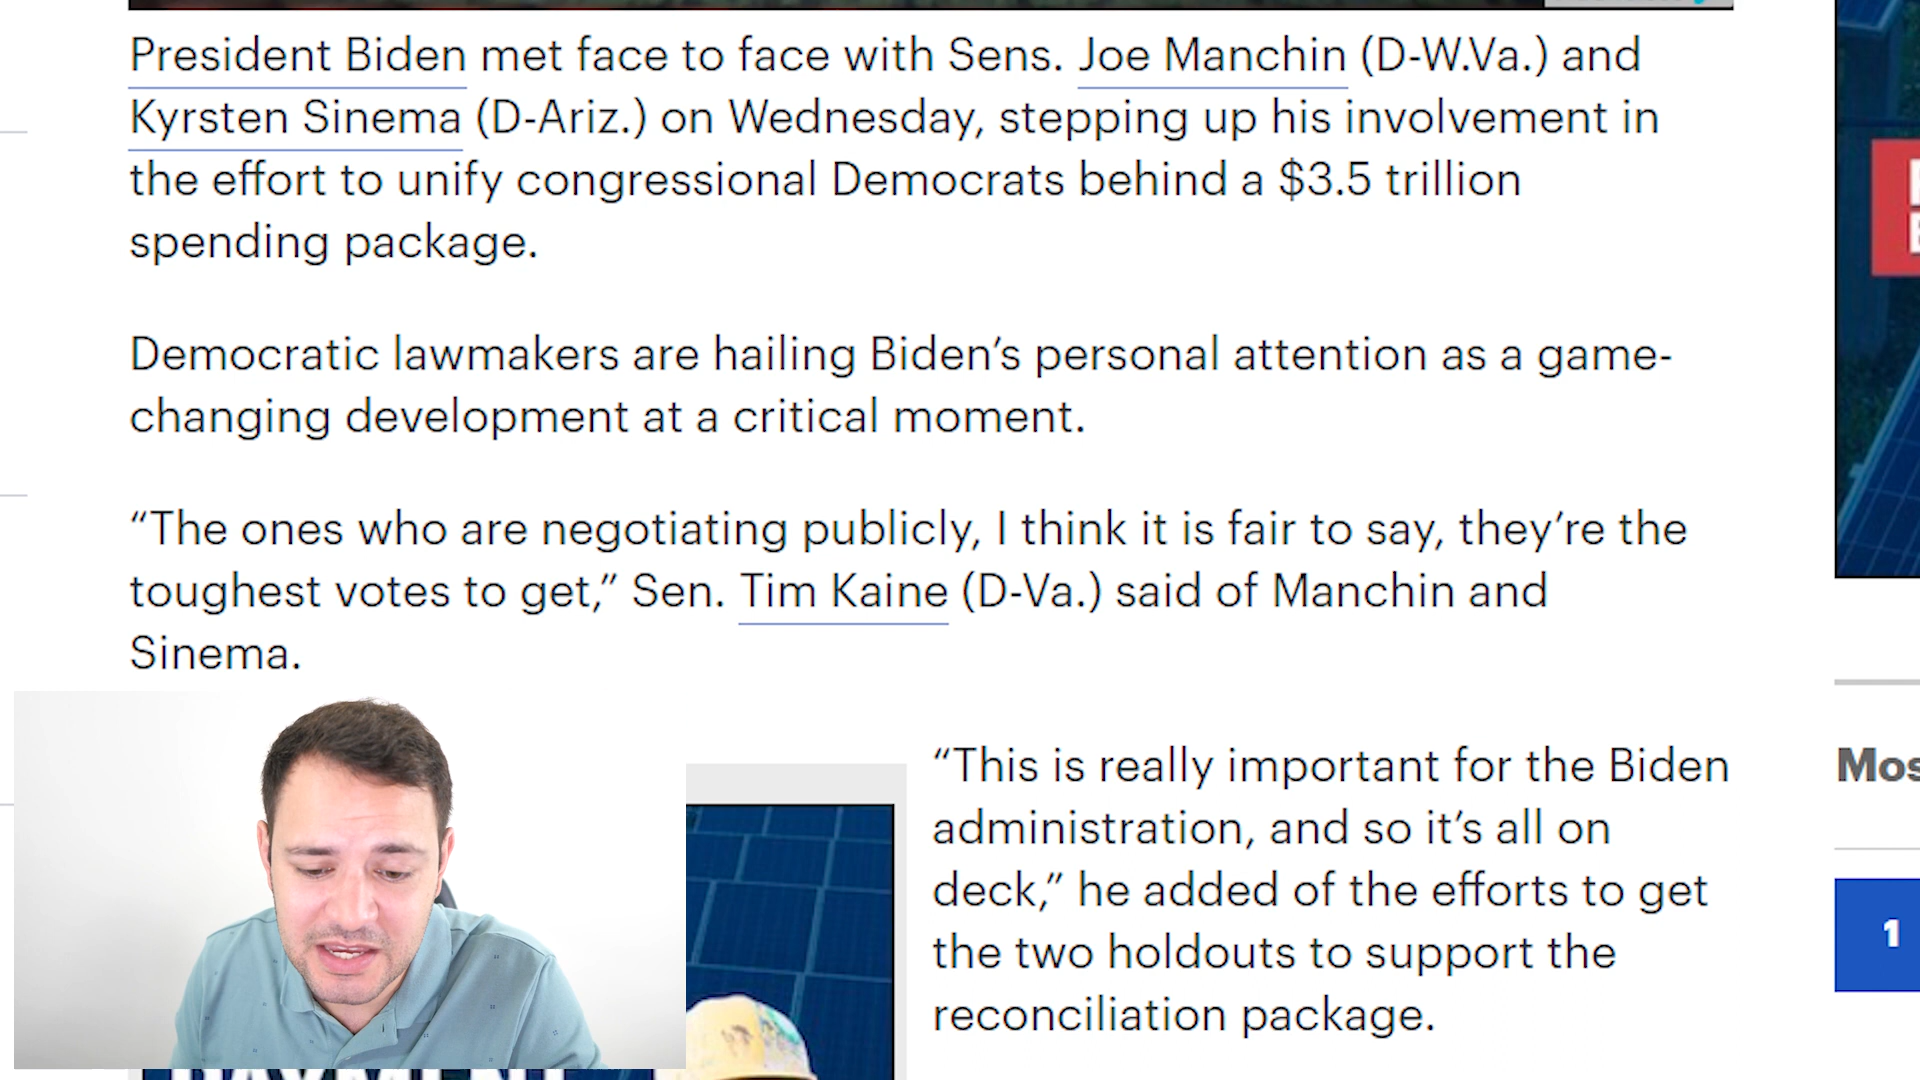 President Biden met face to face with Sens. Joe Manchin (D-W.Va.) and
Kyrsten Sinema (D-Ariz.) on Wednesday, stepping up his involvement in
the effort to unify congressional Democrats behind a $3.5 trillion
spending package.
Democratic lawmakers are hailing Biden’s personal attention as a game-
changing development at a critical moment.
“The ones who are negotiating publicly, I think it is fair to say, they’re the
toughest votes to get,” Sen. Tim Kaine (D-Va.) said of Manchin and
Sinema.
“This is really important for the Biden
administration, and so it’s all on
deck,” he added of the efforts to get
the two holdouts to support the
reconciliation package.
Mos
1